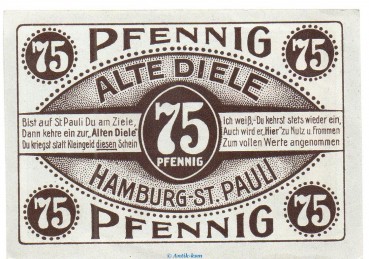 75 PFENNIG 75
ALTE DIELE
Bist auf St Pauli Du am Ziele,
Dann kehre ein zur „Alten Diele"
Du kriegst statt Kleingeld diesen Schein
75
PFENNIG
Ich weiß,-Du kehrst stets wieder ein,
Auch wird er „Hier" zu Nutz u. Frommen
Zum vollen Werte angenommen
HAMBURG-ST. PAULI
75 PFENNIG 75
© Antik-kom